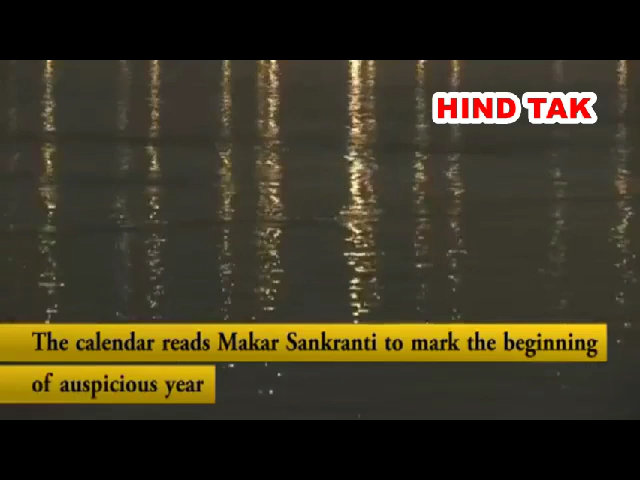 HIND TAK
The calendar reads Makar Sankranti to mark the beginning
of auspicious year